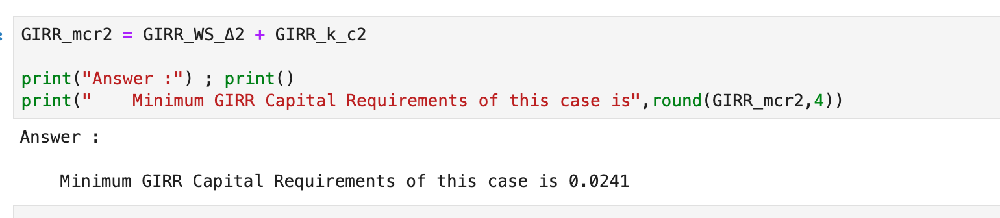 GIRR_mcr2 = GIRR_WS_Δ2 + GIRR_k_c2
print("Answer :") ; print()
print("    Minimum GIRR Capital Requirements of this case is",round(GIRR_mcr2,4))
Answer :
    Minimum GIRR Capital Requirements of this case is 0.0241